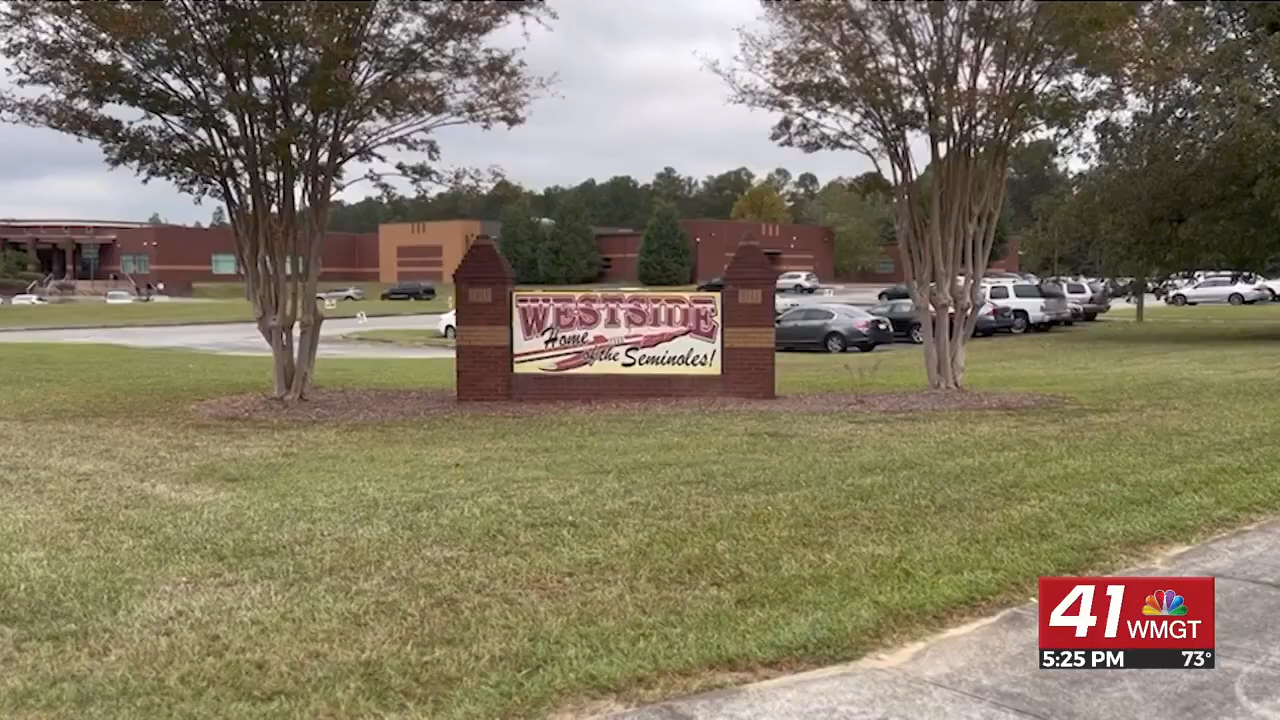 WESTSIDE
Home
of the Seminoles!
41
WMGT
5:25 PM 73°